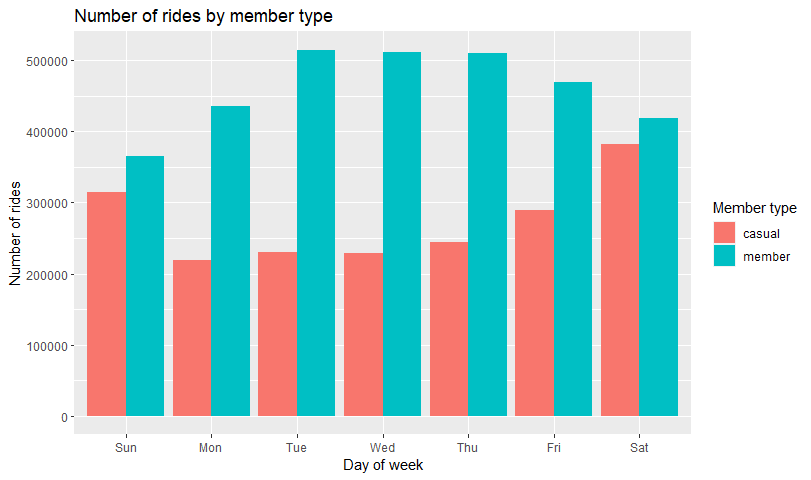 Number of rides by member type
Number of rides
500000
400000
300000
200000
100000
0
Sun Mon Tue Wed Thu Fri Sat
Day of week
Member type
casual
member